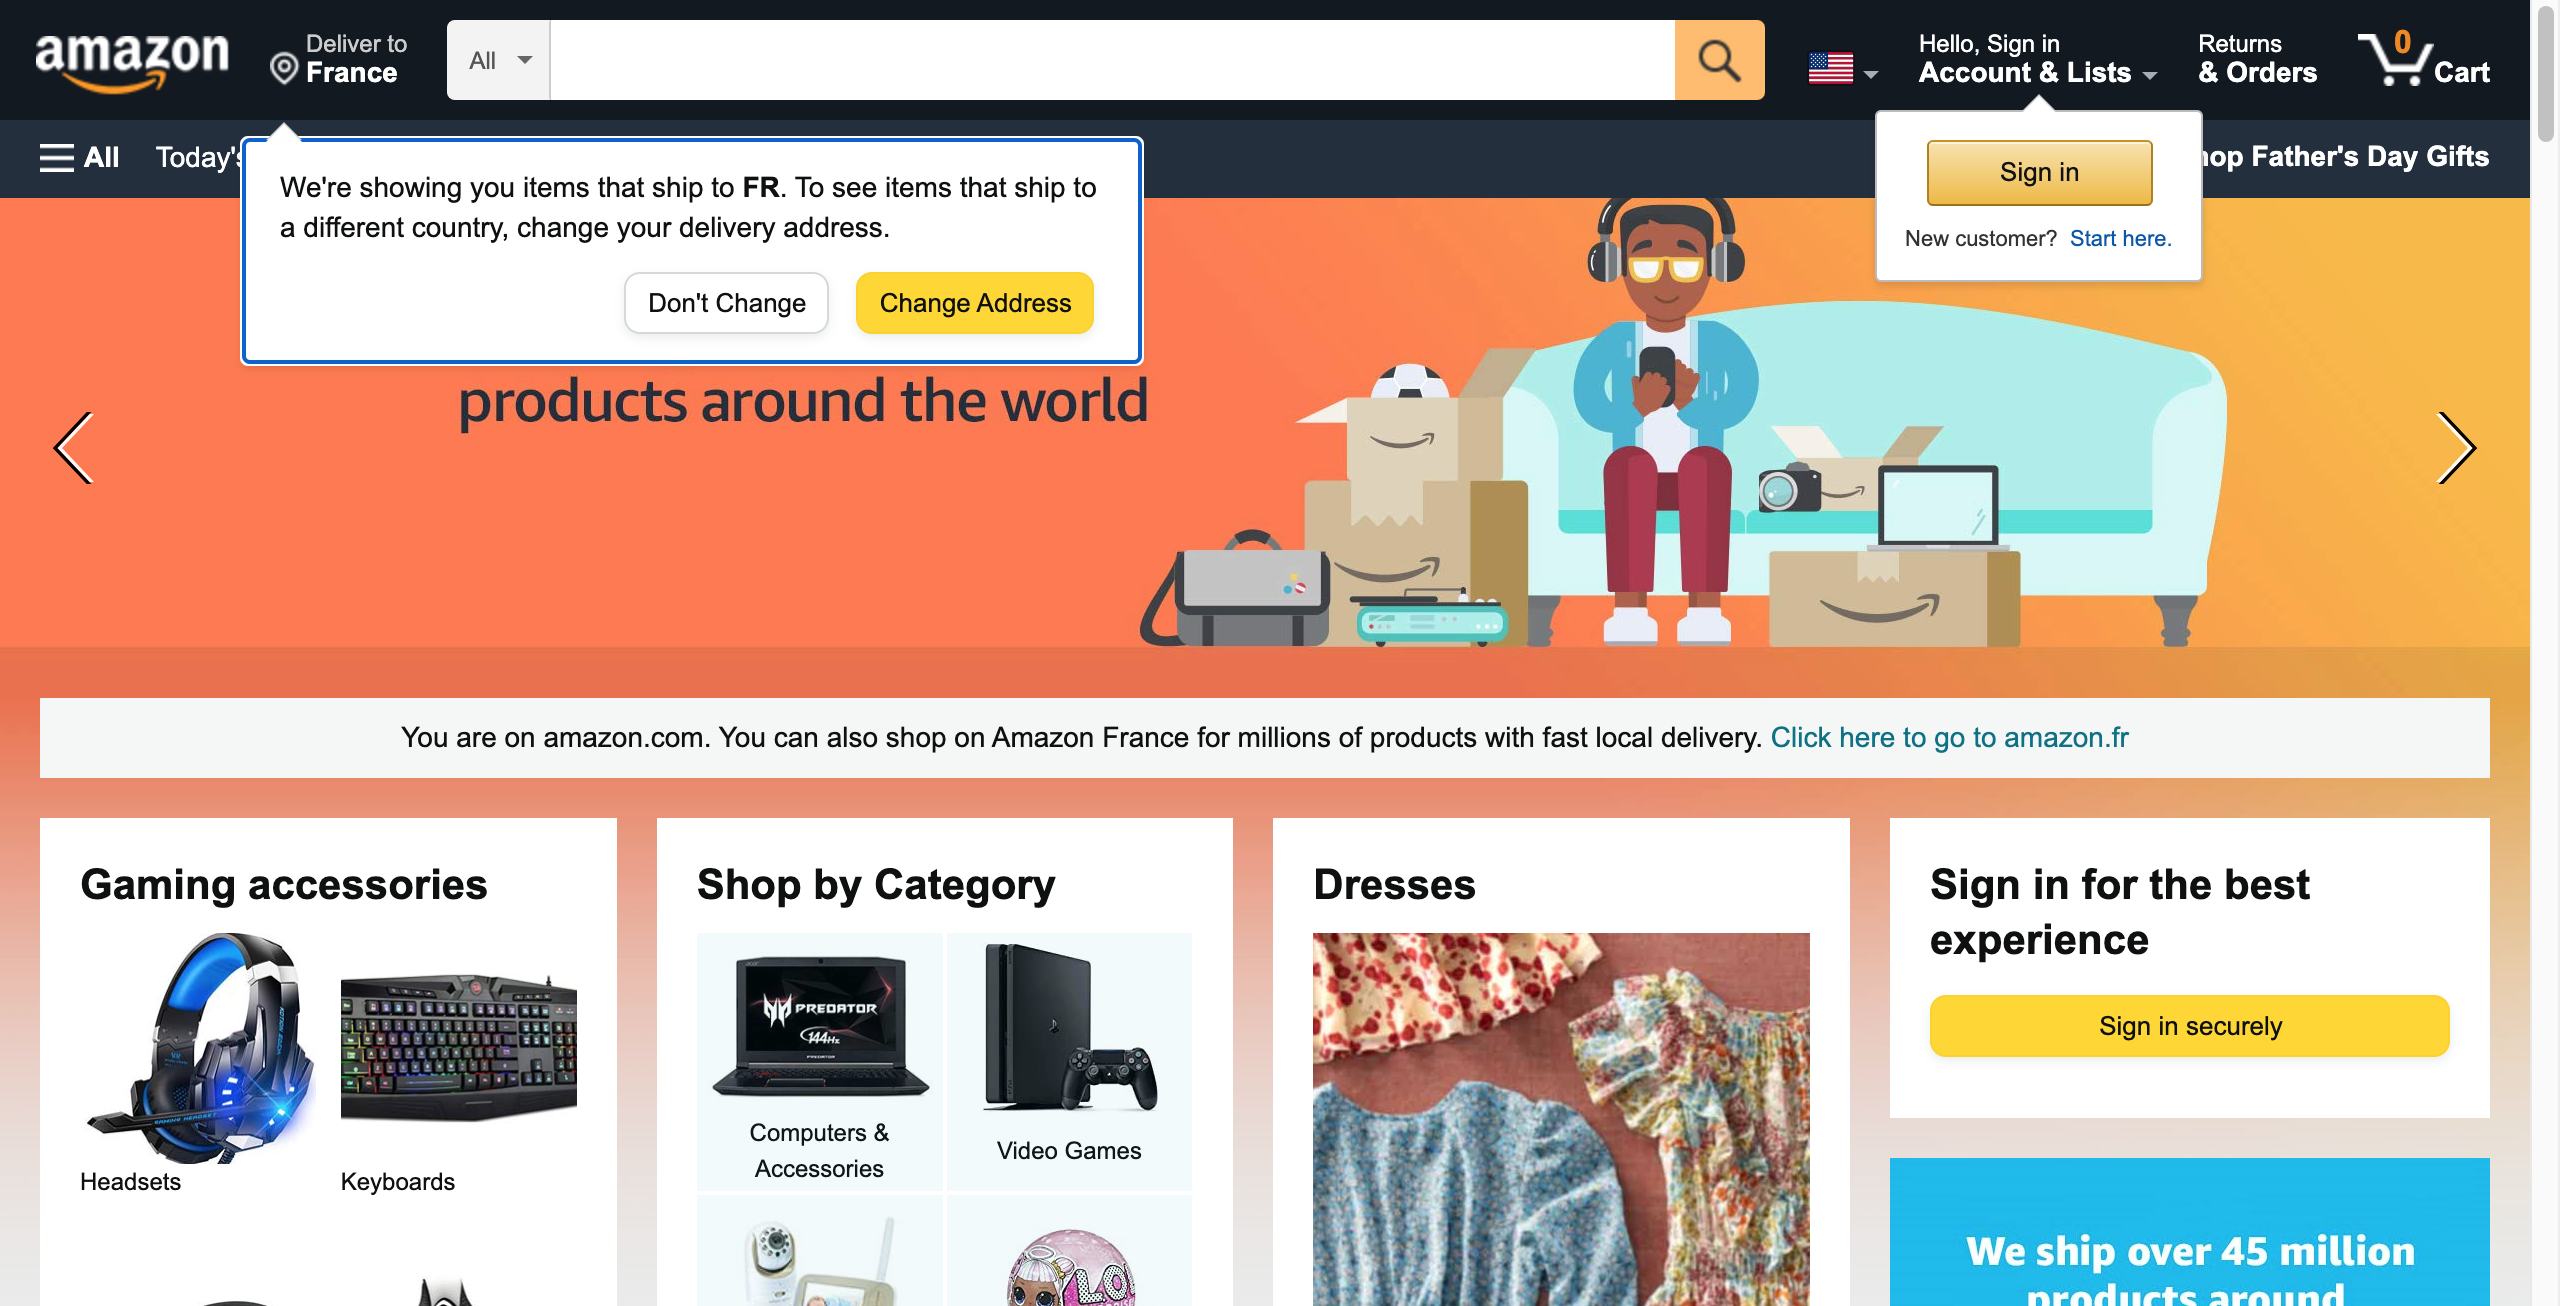 amazon
Deliver to
France
All
Hello, Sign in
Account & Lists
Returns
& Orders
0
Cart
All
Today's
Shop Father's Day Gifts
We're showing you items that ship to FR. To see items that ship to
a different country, change your delivery address.
Don't Change
Change Address
Sign in
New customer? Start here.
products around the world
You are on amazon.com. You can also shop on Amazon France for millions of products with fast local delivery. Click here to go to amazon.fr
Gaming accessories
Headsets
Keyboards
Shop by Category
PREDATOR
144Hz
PREDATOR
Computers &
Accessories
Video Games
LOL
Dresses
Sign in for the best
experience
Sign in securely
We ship over 45 million
products around